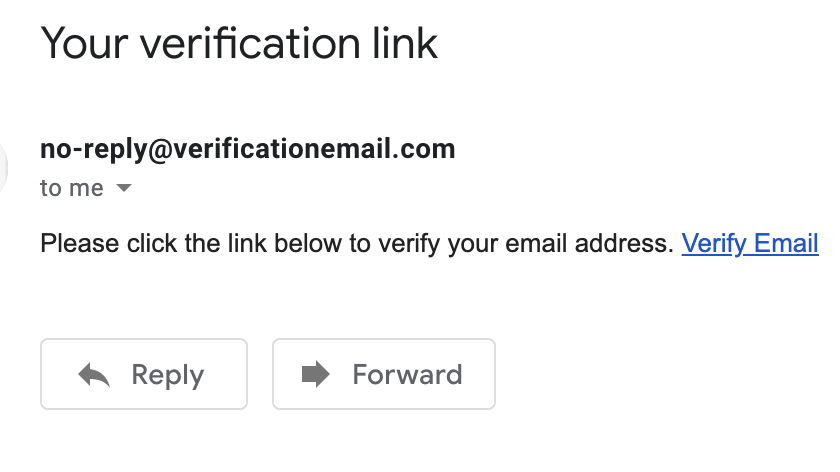 Your verification link
no-reply@verificationemail.com
to me
Please click the link below to verify your email address. Verify Email
Reply
Forward